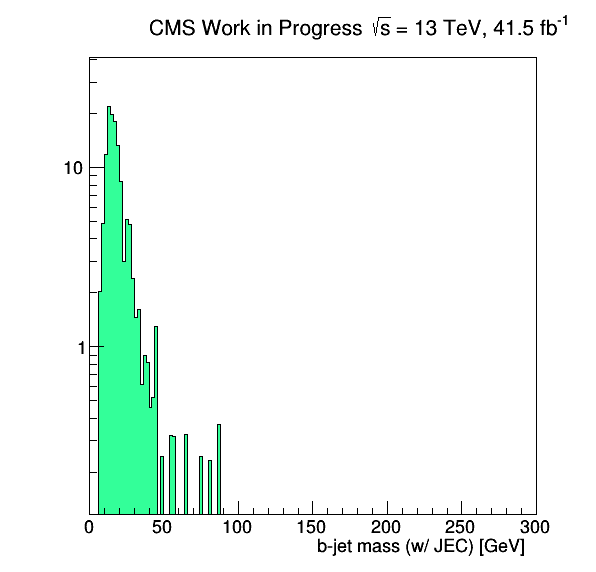 CMS Work in Progress √s = 13 TeV, 41.5 fb⁻¹
10
1
0 50 100 150 200 250 300
b-jet mass (w/ JEC) [GeV]